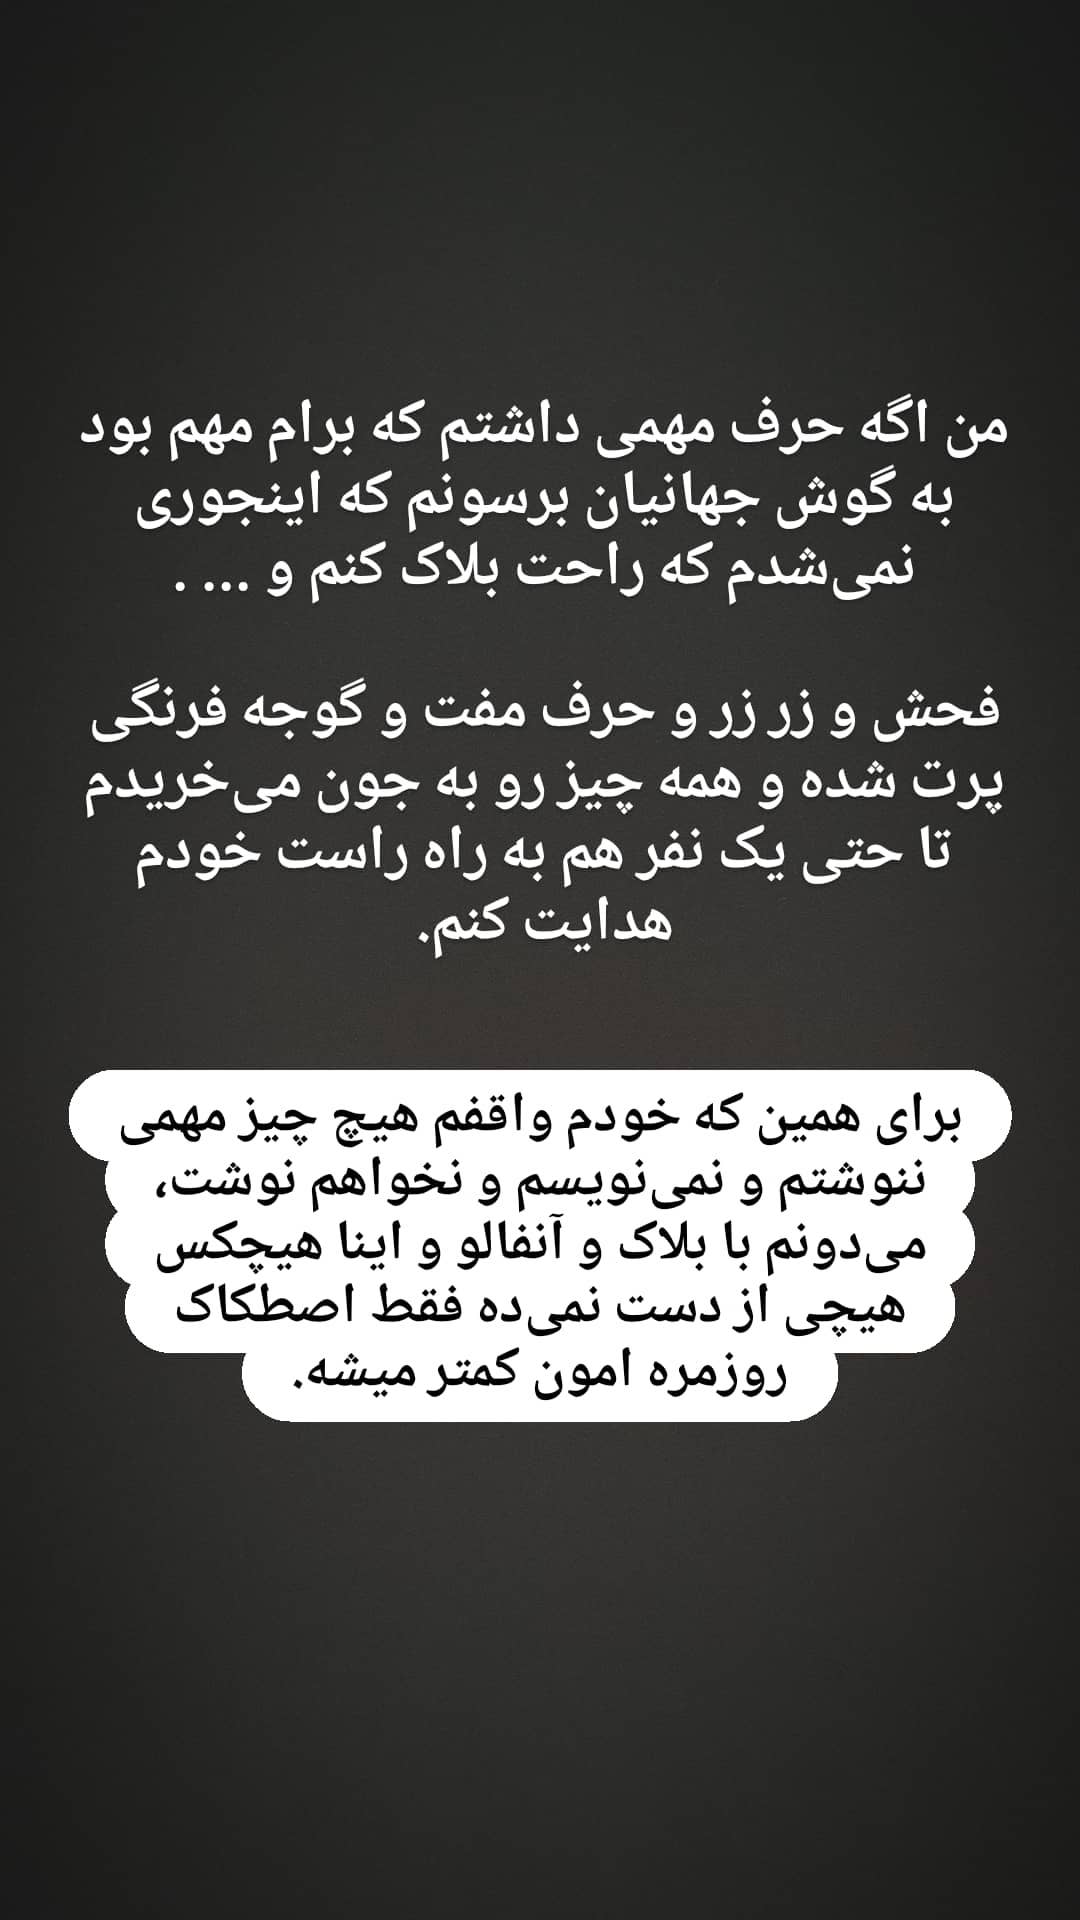 من اگه حرف مهمی داشتم که برام مهم بود
به گوش جهانیان برسونم که اینجوری
نمی‌شدم که راحت بلاک کنم و ... .
فحش و زر زر و حرف مفت و گوجه فرنگی
پرت شده و همه چیز رو به جون می‌خریدم
تا حتی یک نفر هم به راه راست خودم
هدایت کنم.
برای همین که خودم واقفم هیچ چیز مهمی
ننوشتم و نمی‌نویسم و نخواهم نوشت،
می‌دونم با بلاک و آنفالو و اینا هیچکس
هیچی از دست نمی‌ده فقط اصطکاک
روزمره امون کمتر میشه.